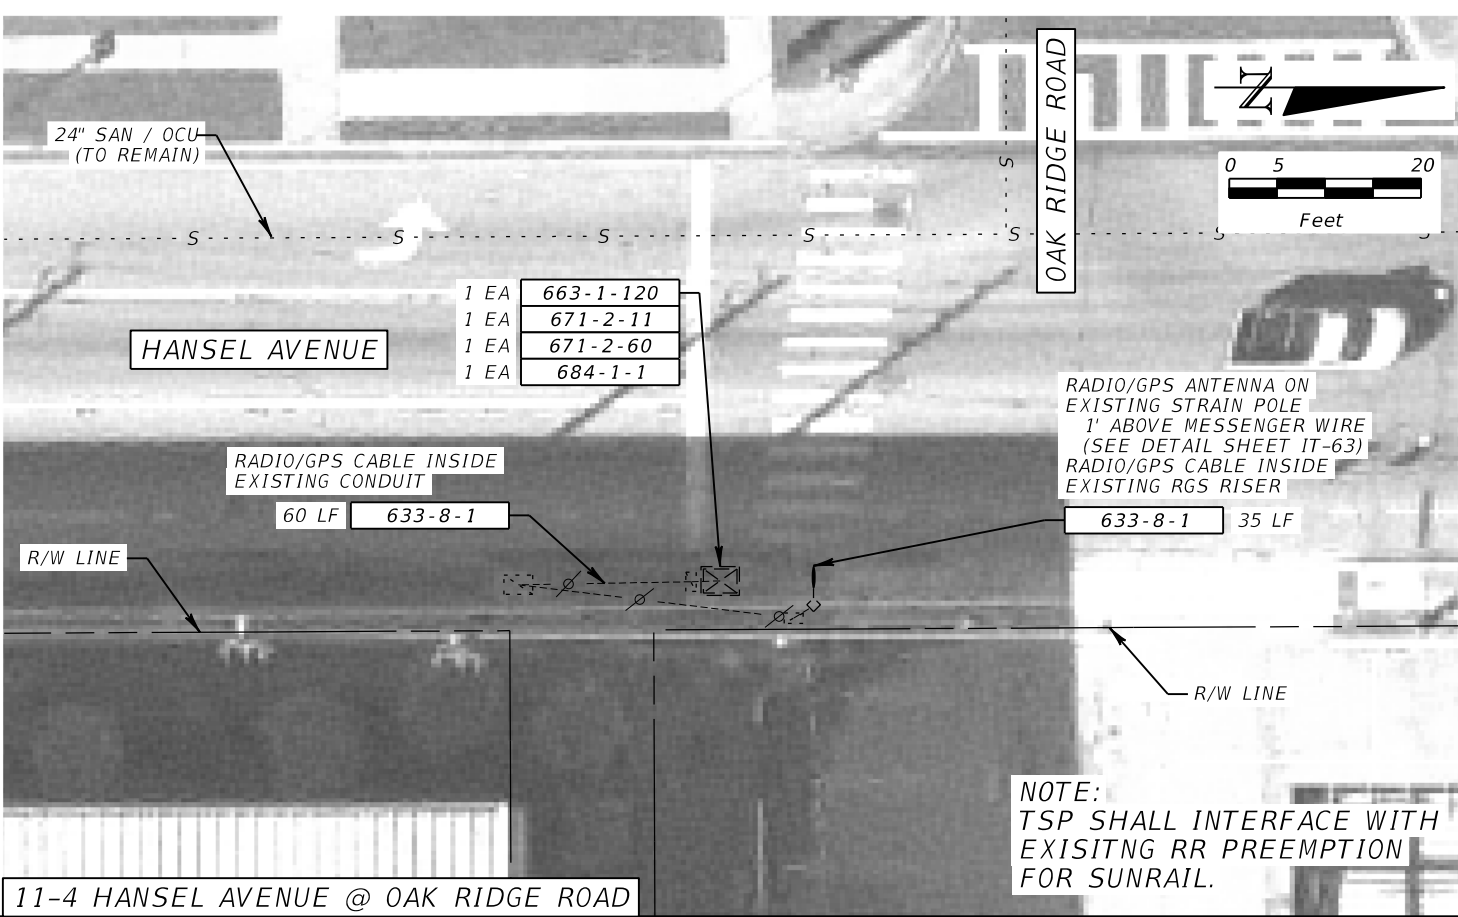 OAK RIDGE ROAD
N
0 5 20
Feet
24" SAN / OCU
(TO REMAIN)
S
S S S S S S S
1 EA 663-1-120
1 EA 671-2-11
1 EA 671-2-60
1 EA 684-1-1
HANSEL AVENUE
RADIO/GPS ANTENNA ON
EXISTING STRAIN POLE
1' ABOVE MESSENGER WIRE
(SEE DETAIL SHEET IT-63)
RADIO/GPS CABLE INSIDE
EXISTING RGS RISER
633-8-1 35 LF
RADIO/GPS CABLE INSIDE
EXISTING CONDUIT
60 LF 633-8-1
R/W LINE
R/W LINE
NOTE:
TSP SHALL INTERFACE WITH
EXISITNG RR PREEMPTION
FOR SUNRAIL.
11-4 HANSEL AVENUE @ OAK RIDGE ROAD